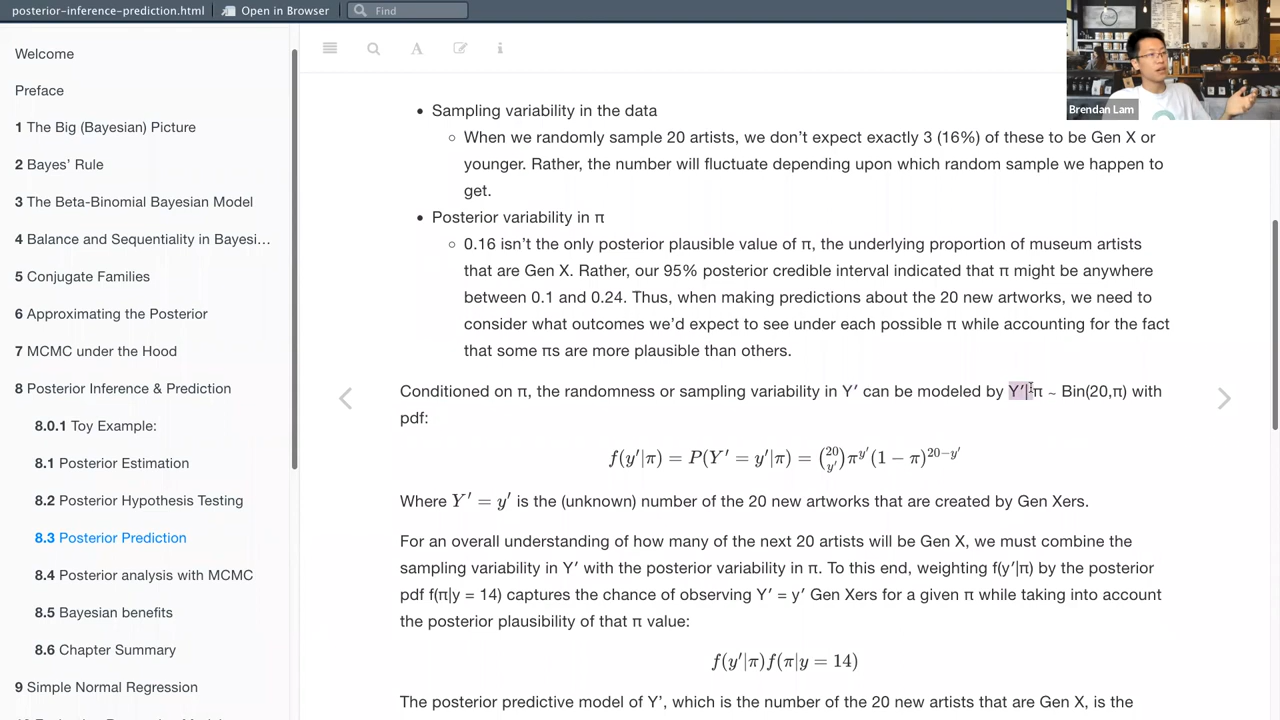 posterior-inference-prediction.html
Open in Browser
Find
Welcome
Preface
1 The Big (Bayesian) Picture
2 Bayes' Rule
3 The Beta-Binomial Bayesian Model
4 Balance and Sequentiality in Bayesi…
5 Conjugate Families
6 Approximating the Posterior
7 MCMC under the Hood
8 Posterior Inference & Prediction
8.0.1 Toy Example:
8.1 Posterior Estimation
8.2 Posterior Hypothesis Testing
8.3 Posterior Prediction
8.4 Posterior analysis with MCMC
8.5 Bayesian benefits
8.6 Chapter Summary
9 Simple Normal Regression
A
i
Brendan Lam
• Sampling variability in the data
○ When we randomly sample 20 artists, we don't expect exactly 3 (16%) of these to be Gen X or
younger. Rather, the number will fluctuate depending upon which random sample we happen to
get.
• Posterior variability in π
○ 0.16 isn't the only posterior plausible value of π, the underlying proportion of museum artists
that are Gen X. Rather, our 95% posterior credible interval indicated that π might be anywhere
between 0.1 and 0.24. Thus, when making predictions about the 20 new artworks, we need to
consider what outcomes we'd expect to see under each possible π while accounting for the fact
that some πs are more plausible than others.
Conditioned on π, the randomness or sampling variability in Y′ can be modeled by Y′|π ~ Bin(20,π) with
pdf:
f(y′|π) = P(Y′ = y′|π) = (20 y′)π^y′(1 − π)^20−y′
Where Y′ = y′ is the (unknown) number of the 20 new artworks that are created by Gen Xers.
For an overall understanding of how many of the next 20 artists will be Gen X, we must combine the
sampling variability in Y′ with the posterior variability in π. To this end, weighting f(y′|π) by the posterior
pdf f(π|y = 14) captures the chance of observing Y′ = y′ Gen Xers for a given π while taking into account
the posterior plausibility of that π value:
f(y′|π)f(π|y = 14)
The posterior predictive model of Y', which is the number of the 20 new artists that are Gen X, is the